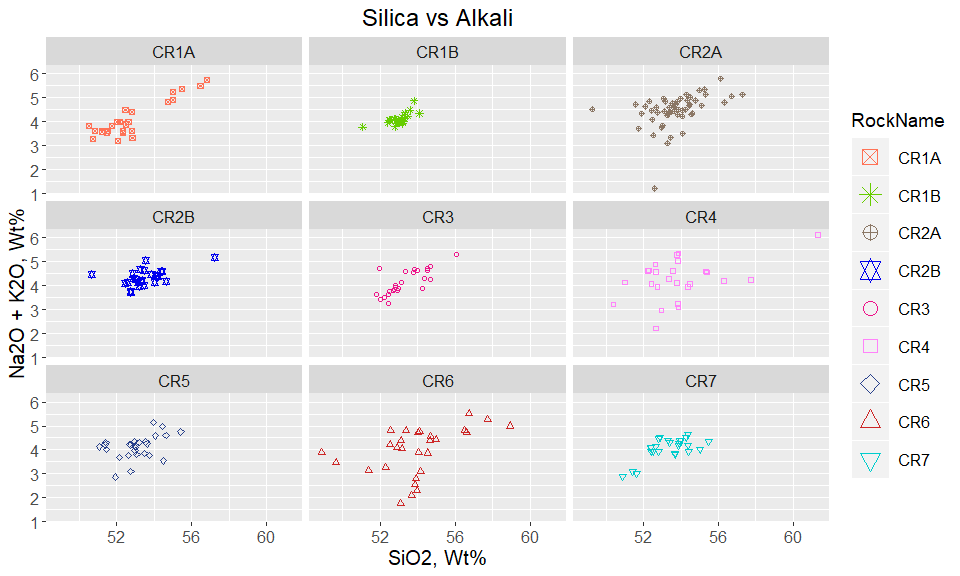 Silica vs Alkali
CR1A CR1B CR2A
6
5
4
3
2
1
CR2B CR3 CR4
6
5
4
3
2
1
CR5 CR6 CR7
6
5
4
3
2
1
52 56 60 52 56 60 52 56 60
SiO2, Wt%
Na2O + K2O, Wt%
RockName
CR1A
CR1B
CR2A
CR2B
CR3
CR4
CR5
CR6
CR7